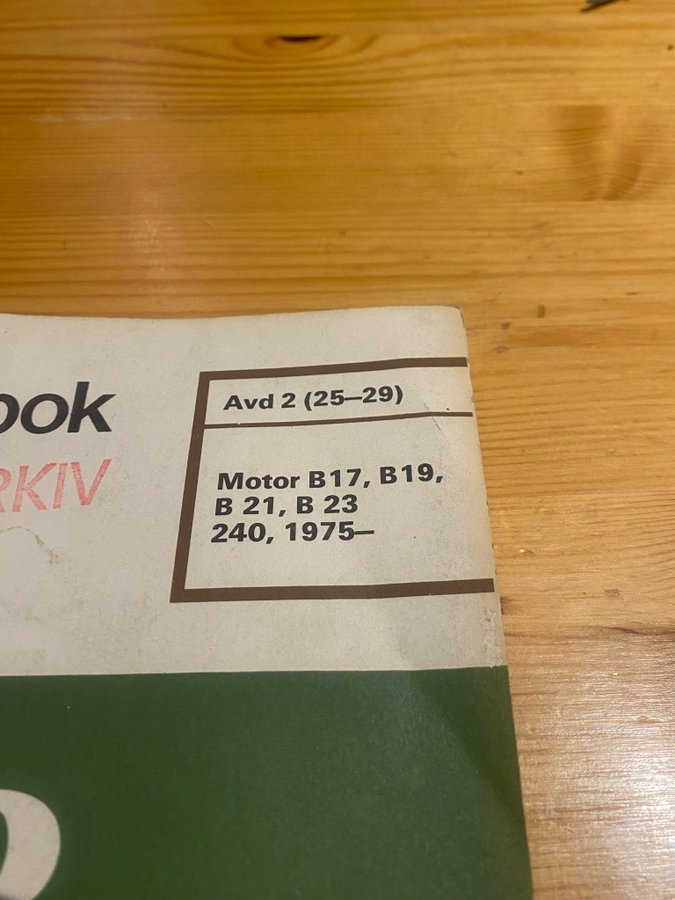 ook
RKIV
Avd 2 (25–29)
Motor B17, B19,
B 21, B 23
240, 1975–